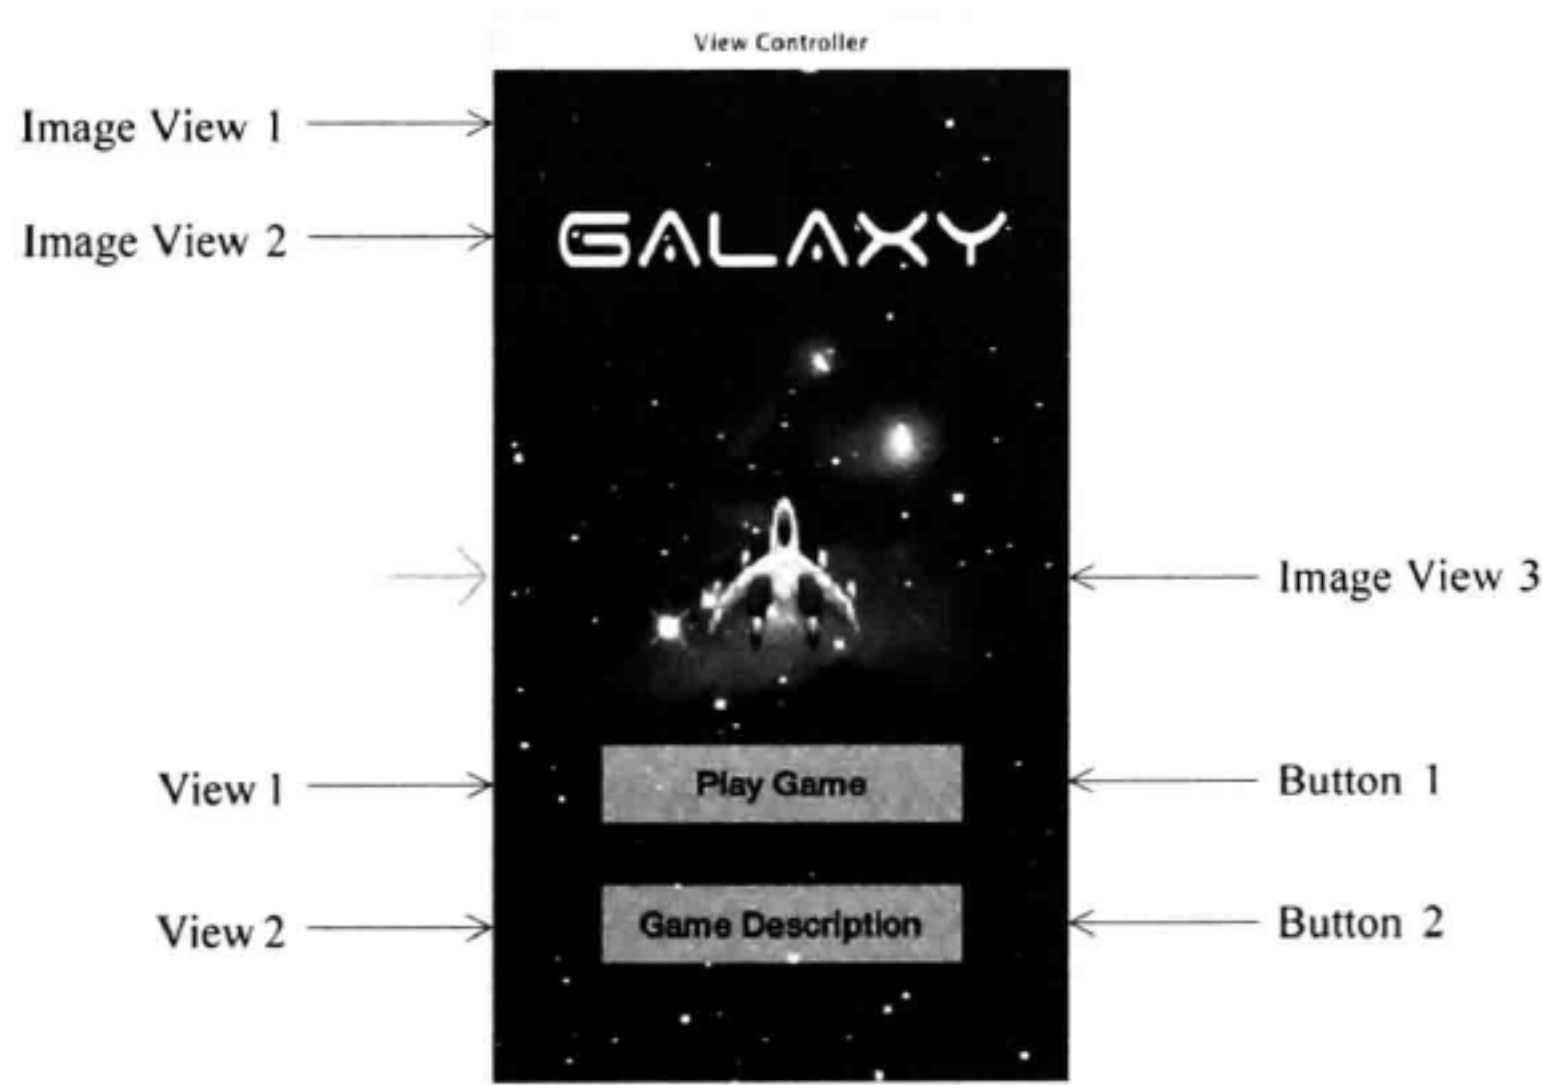 View Controller
Image View 1
Image View 2
GALAXY
Image View 3
View 1
Play Game
Button 1
View 2
Game Description
Button 2